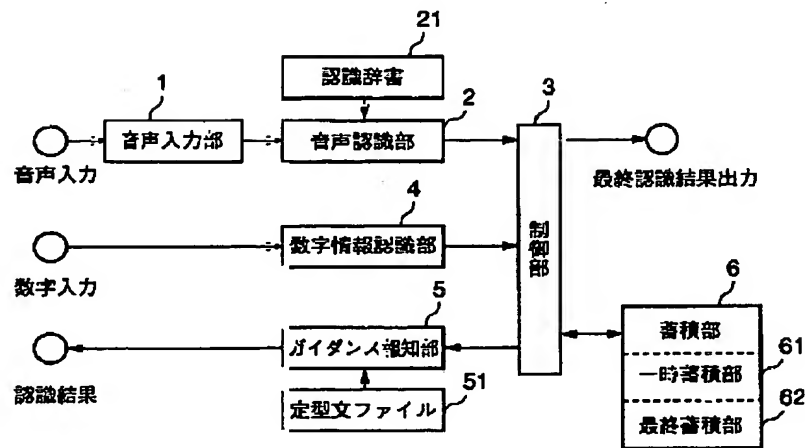 21
認識辞書
1
音声入力部
2
音声認識部
3
制御部
音声入力
最終認識結果出力
4
数字情報認識部
数字入力
5
ガイダンス報知部
認識結果
51
定型文ファイル
6
蓄積部
61
一時蓄積部
62
最終蓄積部